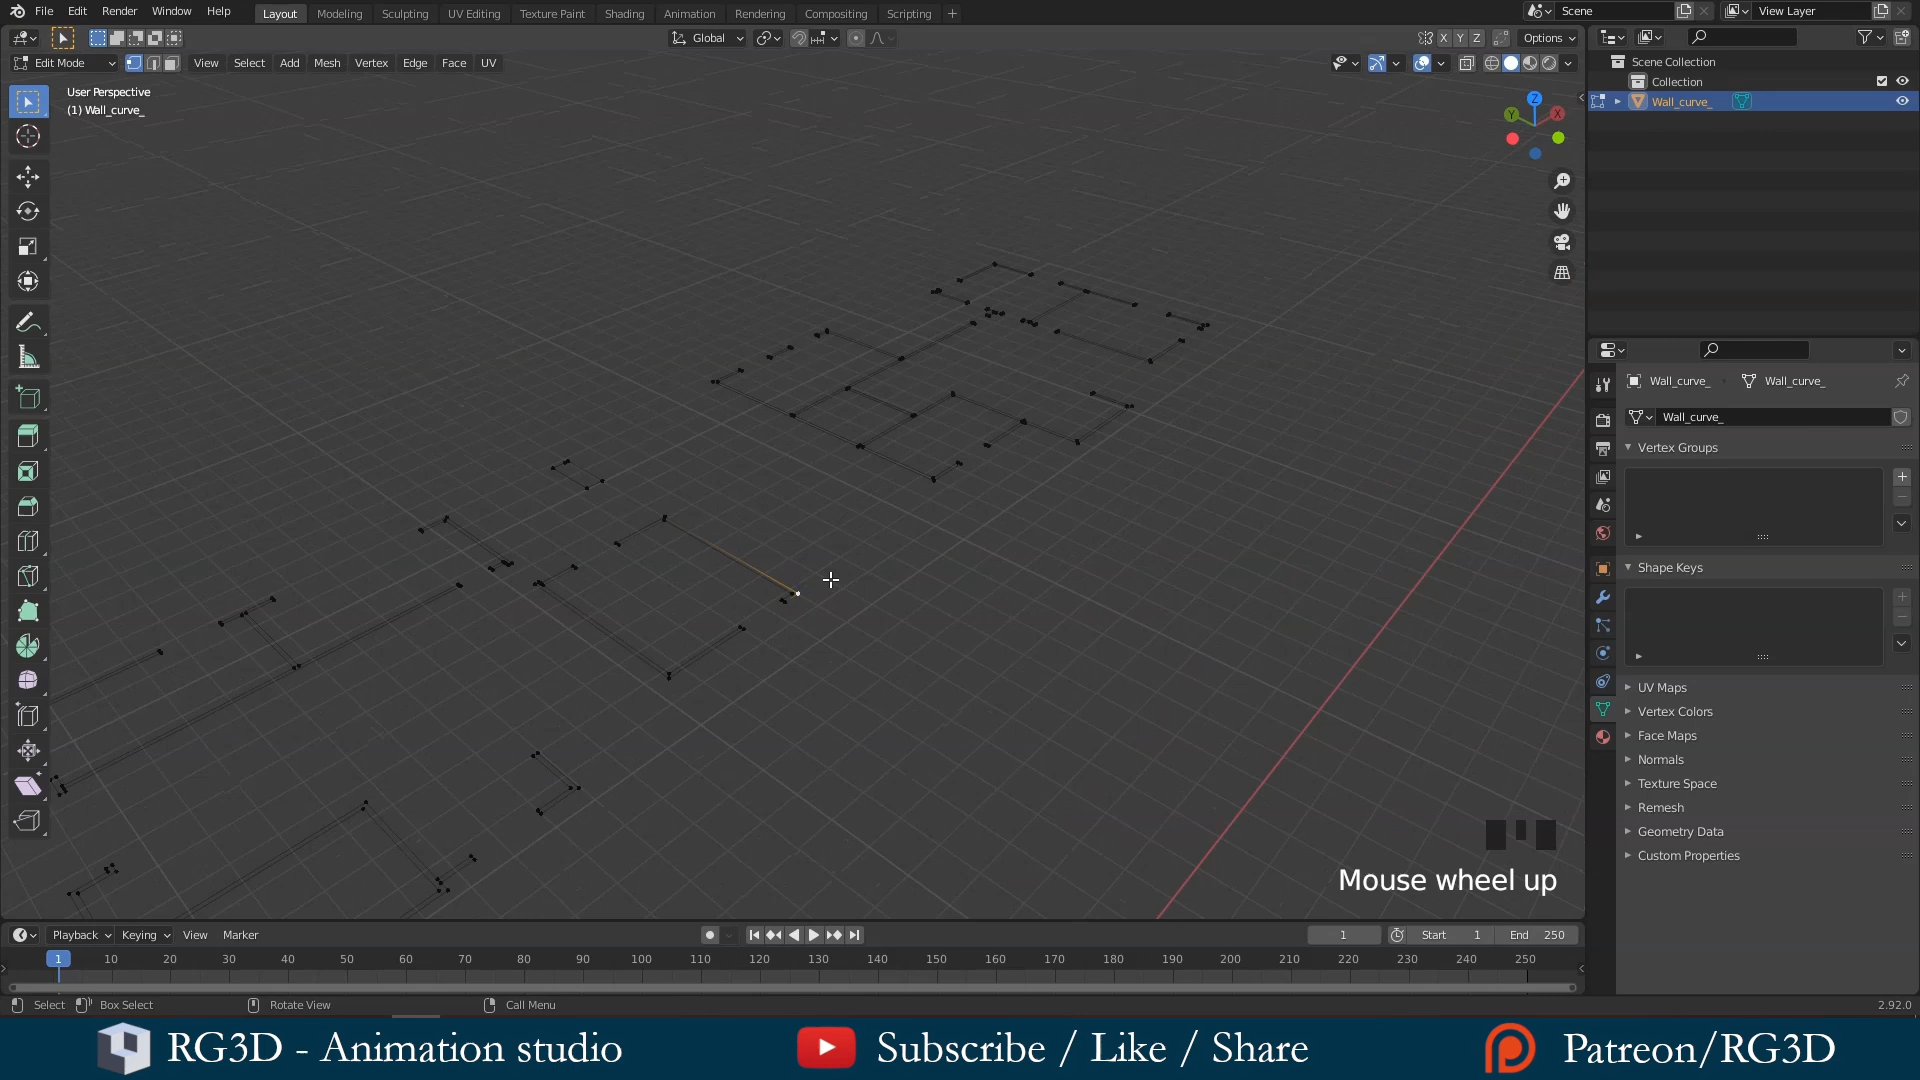 File Edit Render Window Help Layout Modeling Sculpting UV Editing Texture Paint Shading Animation Rendering Compositing Scripting + Scene View Layer
Global X Y Z Options
Edit Mode View Select Add Mesh Vertex Edge Face UV
User Perspective
(1) Wall_curve_
Z
Y X
Scene Collection
Collection
Wall_curve_
Wall_curve_ Wall_curve_
Wall_curve_
Vertex Groups
Shape Keys
UV Maps
Vertex Colors
Face Maps
Normals
Texture Space
Remesh
Geometry Data
Custom Properties
Mouse wheel up
Playback Keying View Marker 1 Start 1 End 250
1 10 20 30 40 50 60 70 80 90 100 110 120 130 140 150 160 170 180 190 200 210 220 230 240 250
Select Box Select Rotate View Call Menu 2.92.0
RG3D - Animation studio Subscribe / Like / Share Patreon/RG3D